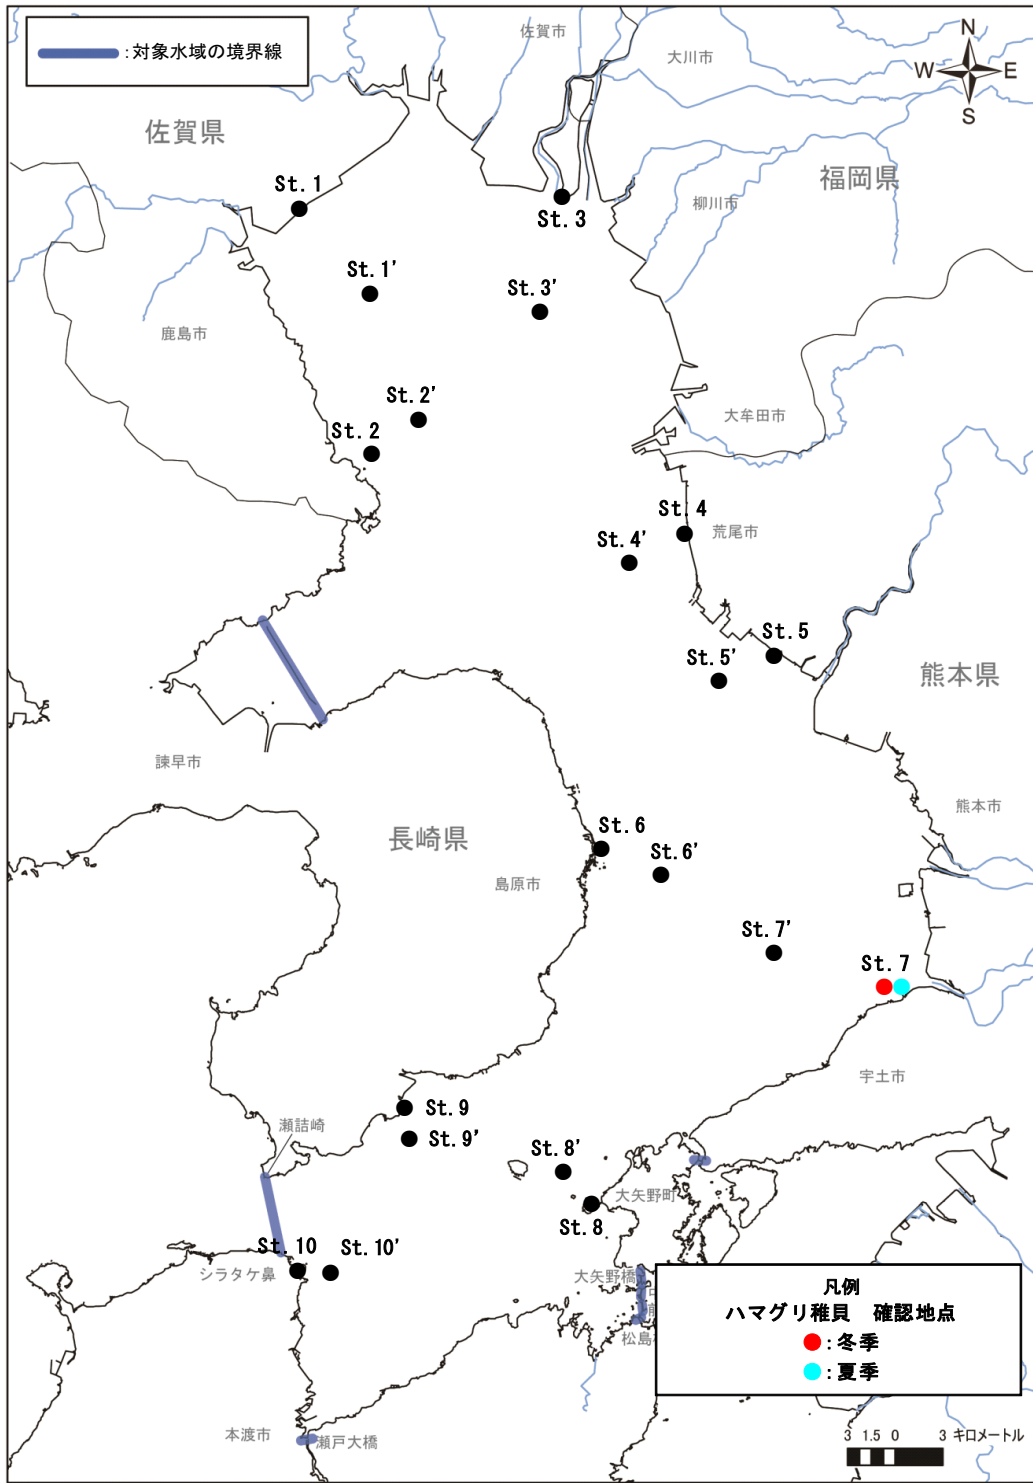 :対象水域の境界線
佐賀市
大川市
N
W E
S
佐賀県
福岡県
St. 1
St. 3
柳川市
St. 1'
St. 3'
鹿島市
St. 2'
大牟田市
St. 2
St. 4
荒尾市
St. 4'
St. 5
St. 5'
熊本県
諫早市
熊本市
St. 6
長崎県
St. 6'
島原市
St. 7'
St. 7
宇土市
St. 9
瀬詰崎
St. 9'
St. 8'
大矢野町
St. 8
St. 10
St. 10'
シラタケ鼻
大矢野橋
松島
凡例
ハマグリ稚貝 確認地点
:冬季
:夏季
本渡市
瀬戸大橋
3 1.5 0 3 キロメートル